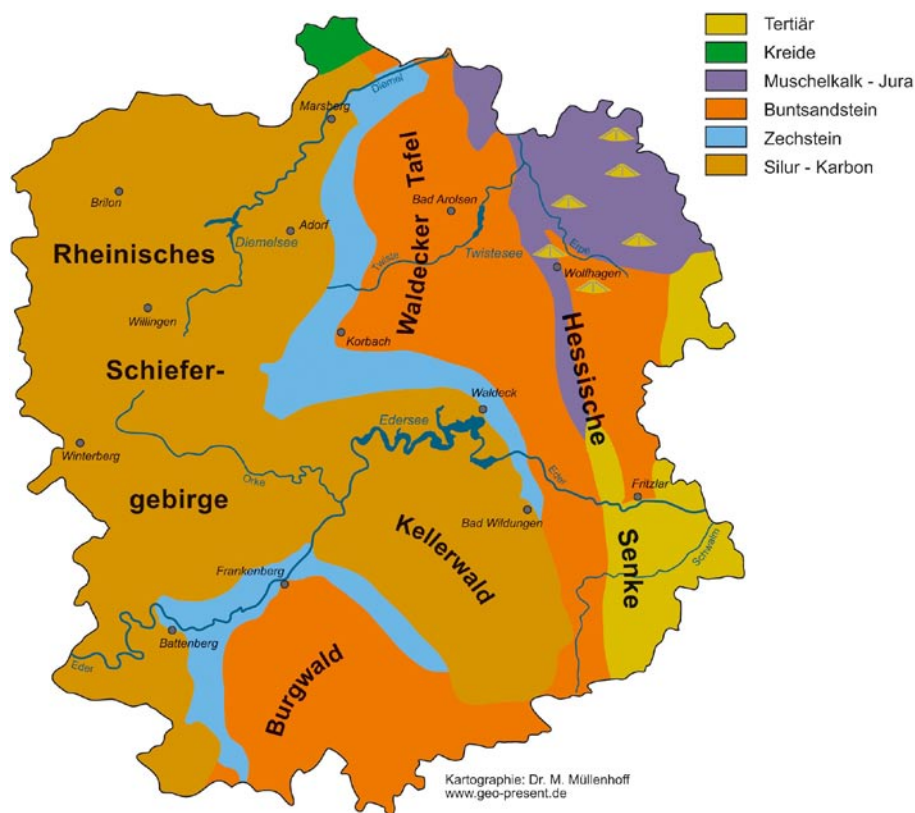 Tertiär
Kreide
Muschelkalk - Jura
Buntsandstein
Zechstein
Silur - Karbon
Diemel
Marsberg
Brilon
Adorf
Diemelsee
Rheinisches
Waldecker Tafel
Bad Arolsen
Twiste
Twistesee
Erpe
Wolfhagen
Willingen
Korbach
Schiefer-
Hessische
Waldeck
Edersee
Winterberg
Orke
Eder
Fritzlar
gebirge
Kellerwald
Bad Wildungen
Senke
Schwalm
Frankenberg
Battenberg
Eder
Burgwald
Kartographie: Dr. M. Müllenhoff
www.geo-present.de